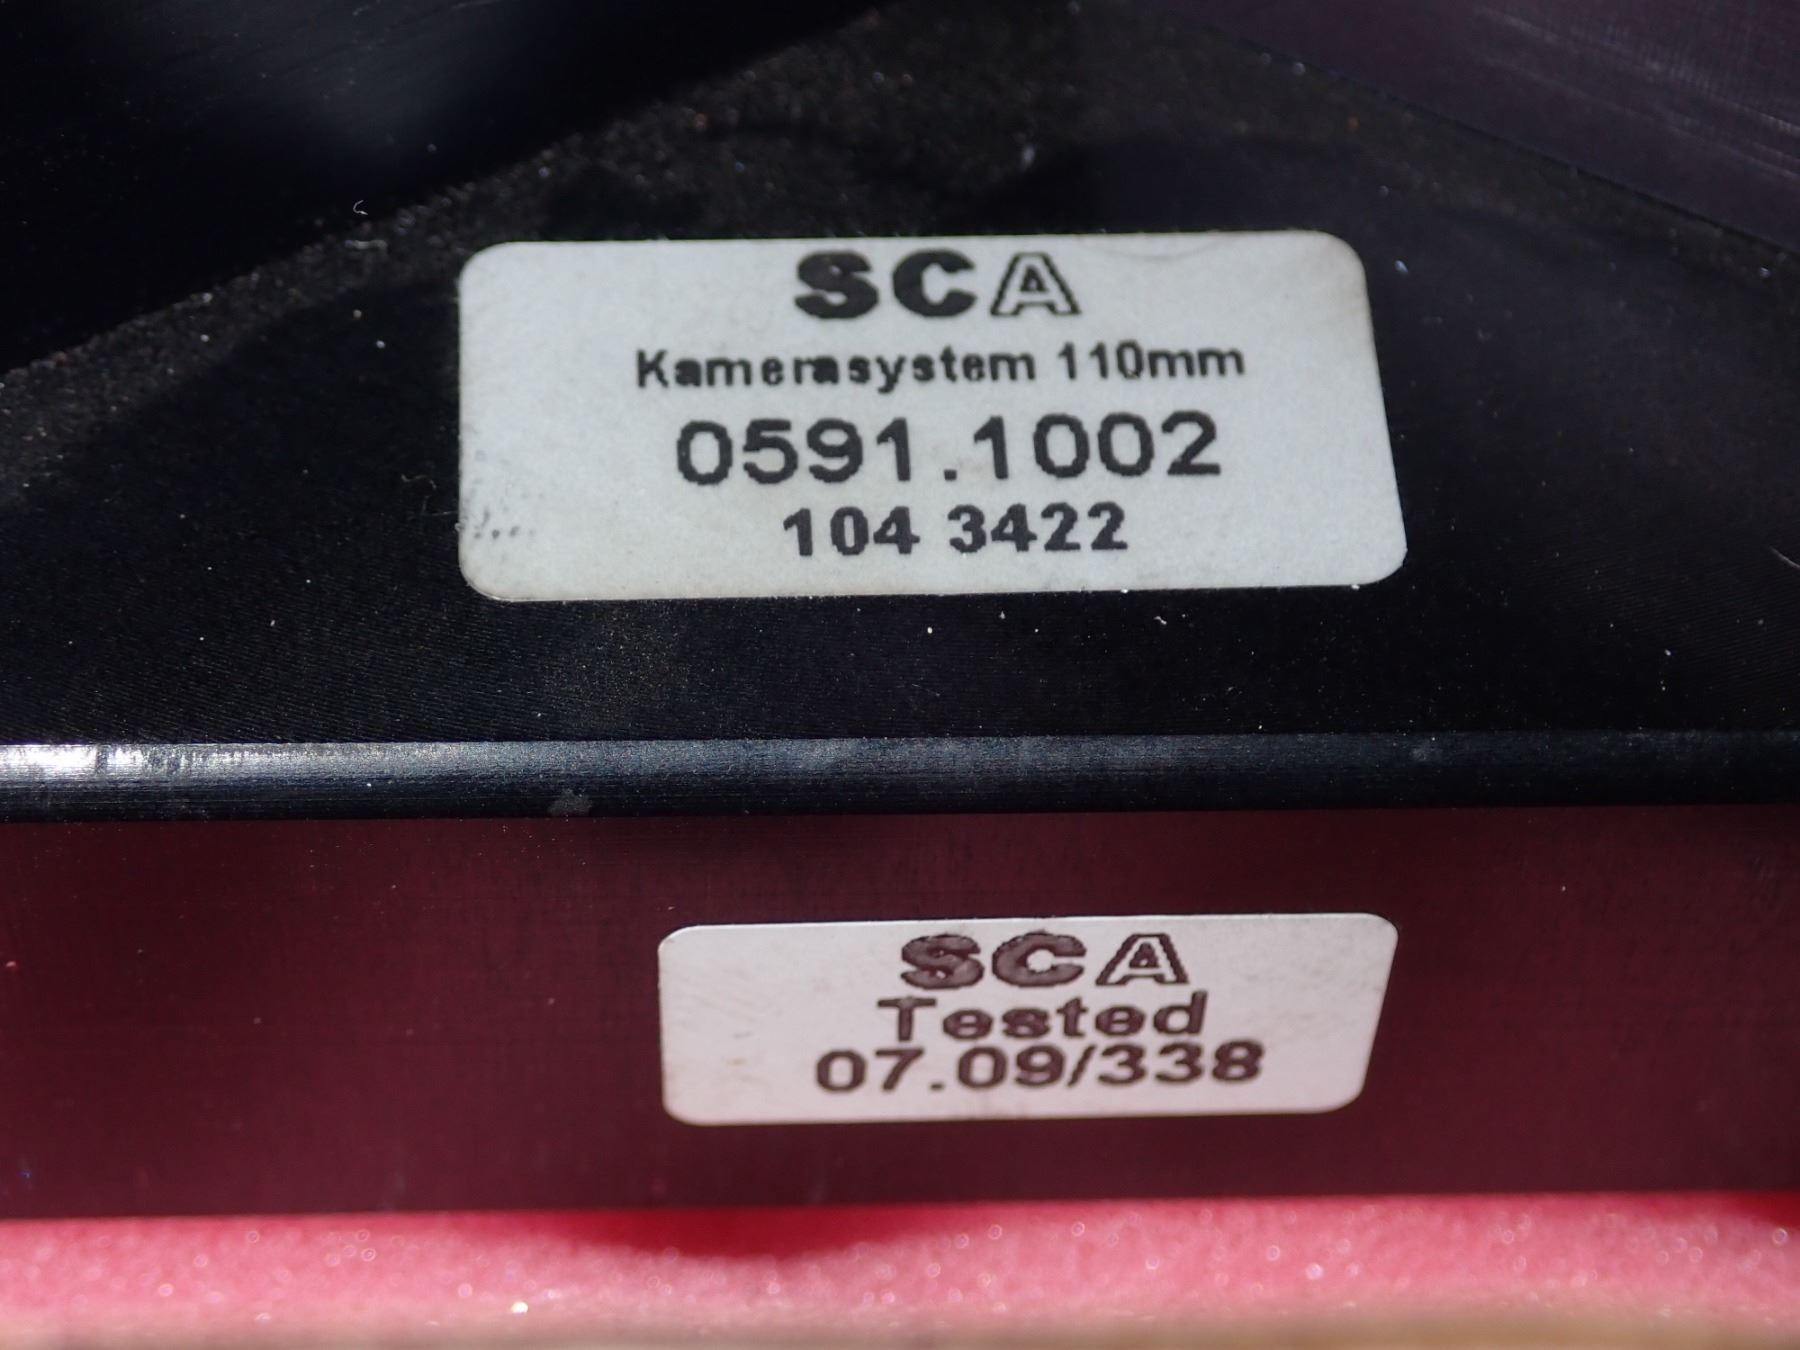 SCA
Kamerasystem 110mm
0591.1002
104 3422
SCA
Tested
07.09/338